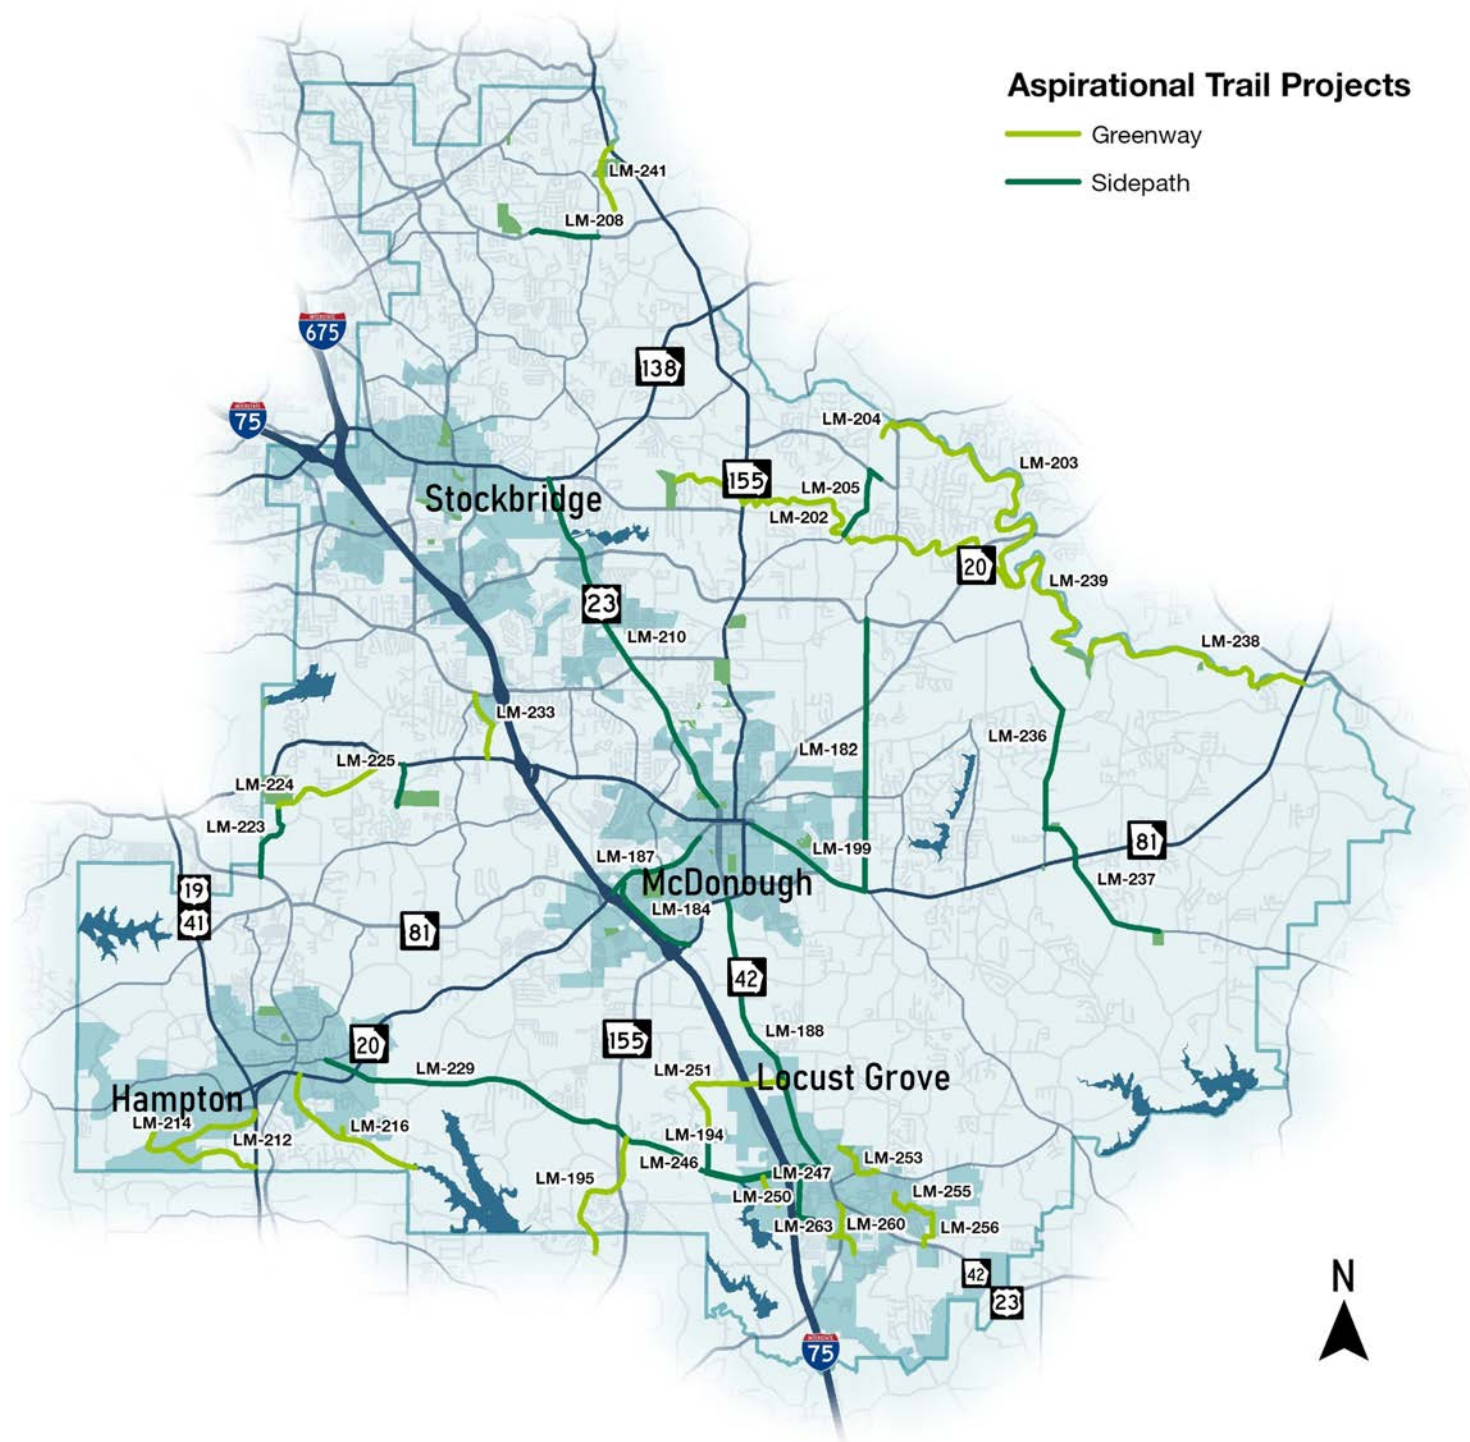 Aspirational Trail Projects
Greenway
Sidepath
LM-241
LM-208
INTERSTATE
675
138
INTERSTATE
75
LM-204
LM-203
155
LM-205
Stockbridge
LM-202
20
LM-239
23
LM-210
LM-238
LM-233
LM-236
LM-182
LM-225
LM-224
LM-223
81
LM-199
LM-187
19
McDonough
LM-237
LM-184
41
81
42
LM-188
155
20
LM-229
LM-251
Locust Grove
Hampton
LM-214
LM-216
LM-212
LM-194
LM-246
LM-253
LM-247
LM-195
LM-250
LM-255
LM-263
LM-260
LM-256
42
23
N
INTERSTATE
75